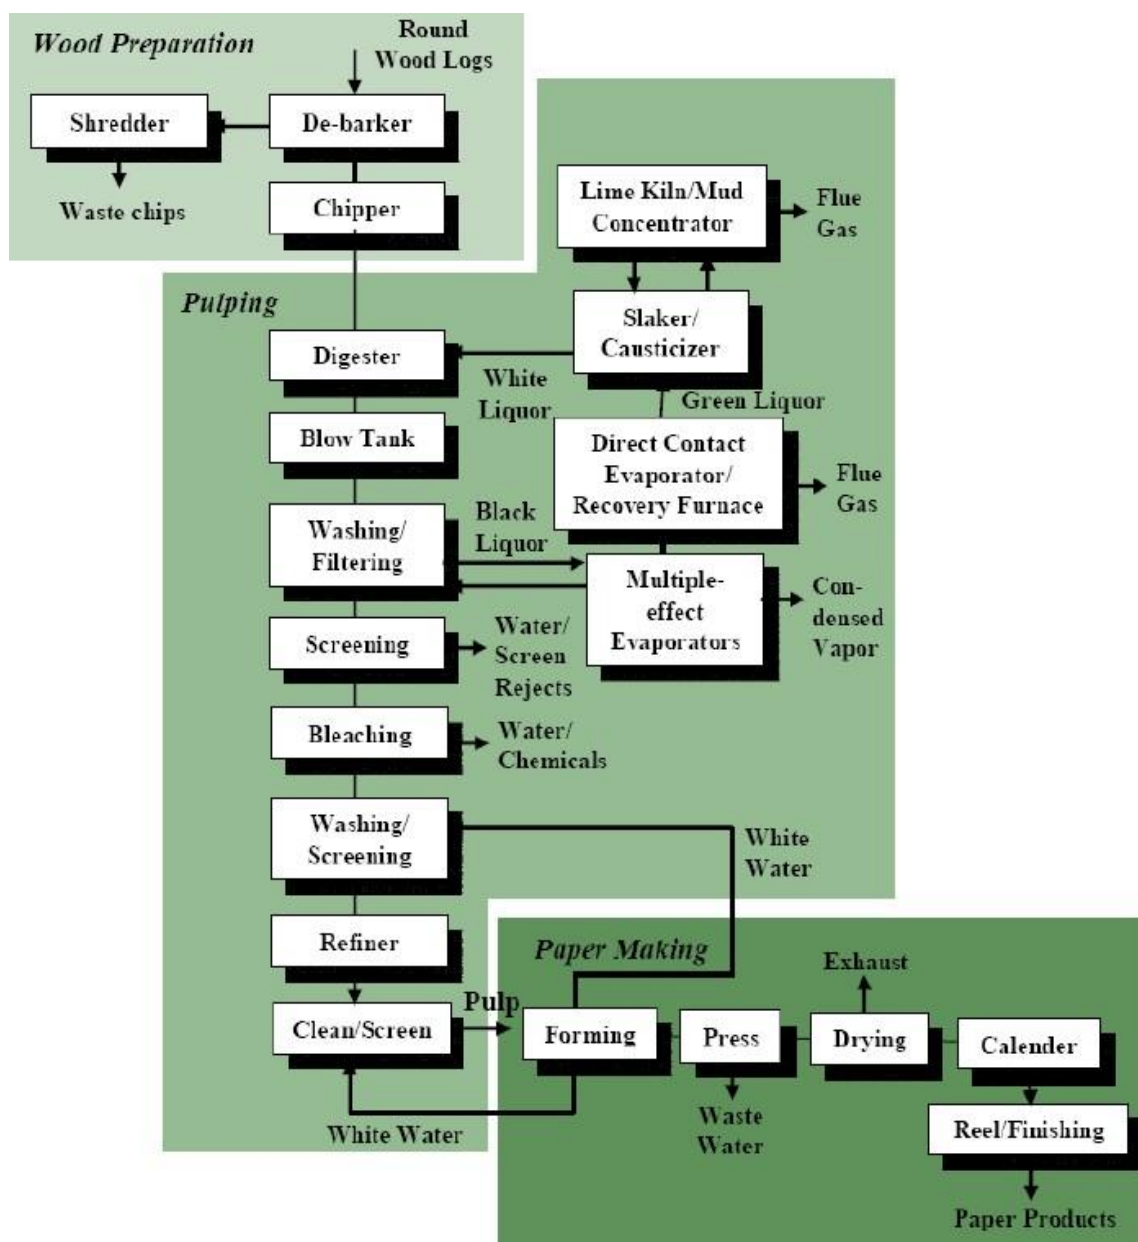 Wood Preparation
Round
Wood Logs
Shredder
De-barker
Waste chips
Chipper
Lime Kiln/Mud
Concentrator
Flue
Gas
Pulping
Slaker/
Causticizer
Digester
White
Liquor
Green Liquor
Blow Tank
Direct Contact
Evaporator/
Recovery Furnace
Flue
Gas
Washing/
Filtering
Black
Liquor
Multiple-
effect
Evaporators
Con-
densed
Vapor
Screening
Water/
Screen
Rejects
Bleaching
Water/
Chemicals
Washing/
Screening
White
Water
Refiner
Paper Making
Exhaust
Clean/Screen
Pulp
Forming
Press
Drying
Calender
White Water
Waste
Water
Reel/Finishing
Paper Products